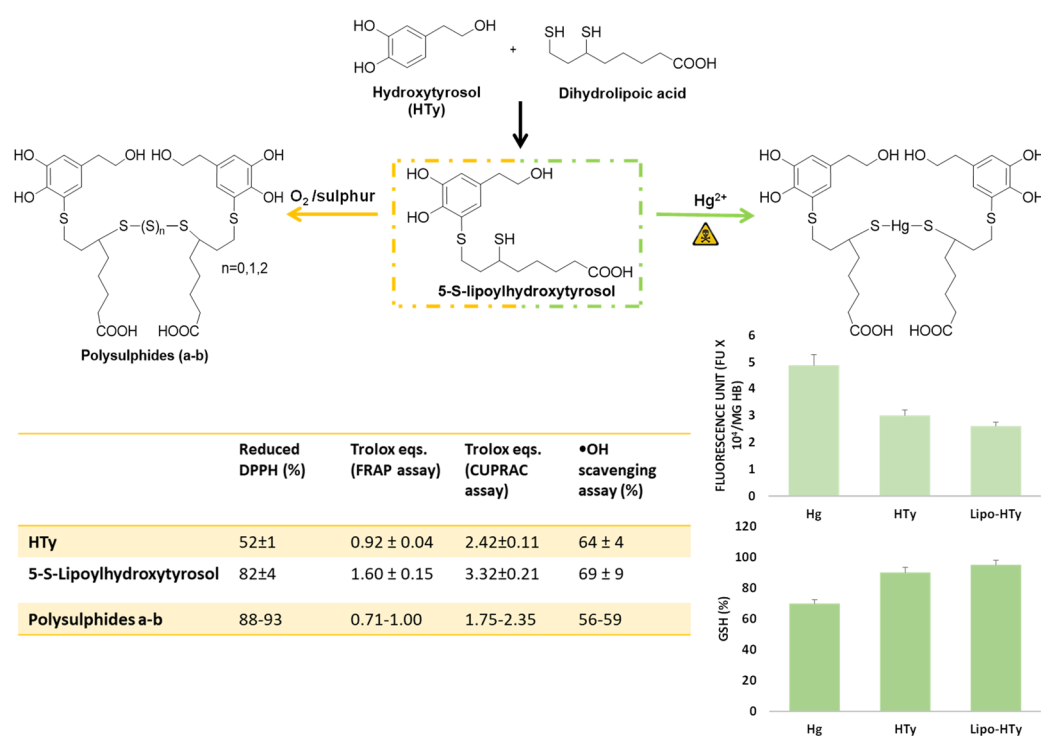 HO
OH
HO
Hydroxytyrosol
(HTy)
+
SH
SH
COOH
Dihydrolipoic acid
OH
HO
HO
S
HO
OH
OH
S
S—(S)n—S
n=0,1,2
COOH
HOOC
Polysulphides (a-b)
O2 /sulphur
HO
OH
HO
S
SH
COOH
5-S-lipoylhydroxytyrosol
Hg2+
HO
OH
HO
S
HO
OH
OH
S
S-Hg—S
COOH
HOOC
Reduced
DPPH (%)
Trolox eqs.
(FRAP assay)
Trolox eqs.
(CUPRAC
assay)
•OH
scavenging
assay (%)
HTy 52±1 0.92 ± 0.04 2.42±0.11 64 ± 4
5-S-Lipoylhydroxytyrosol 82±4 1.60 ± 0.15 3.32±0.21 69 ± 9
Polysulphides a-b 88-93 0.71-1.00 1.75-2.35 56-59
FLUORESCENCE UNIT (FU X
10⁴/MG HB)
6
5
4
3
2
1
0
Hg HTy Lipo-HTy
GSH (%)
120
100
80
60
40
20
0
Hg HTy Lipo-HTy